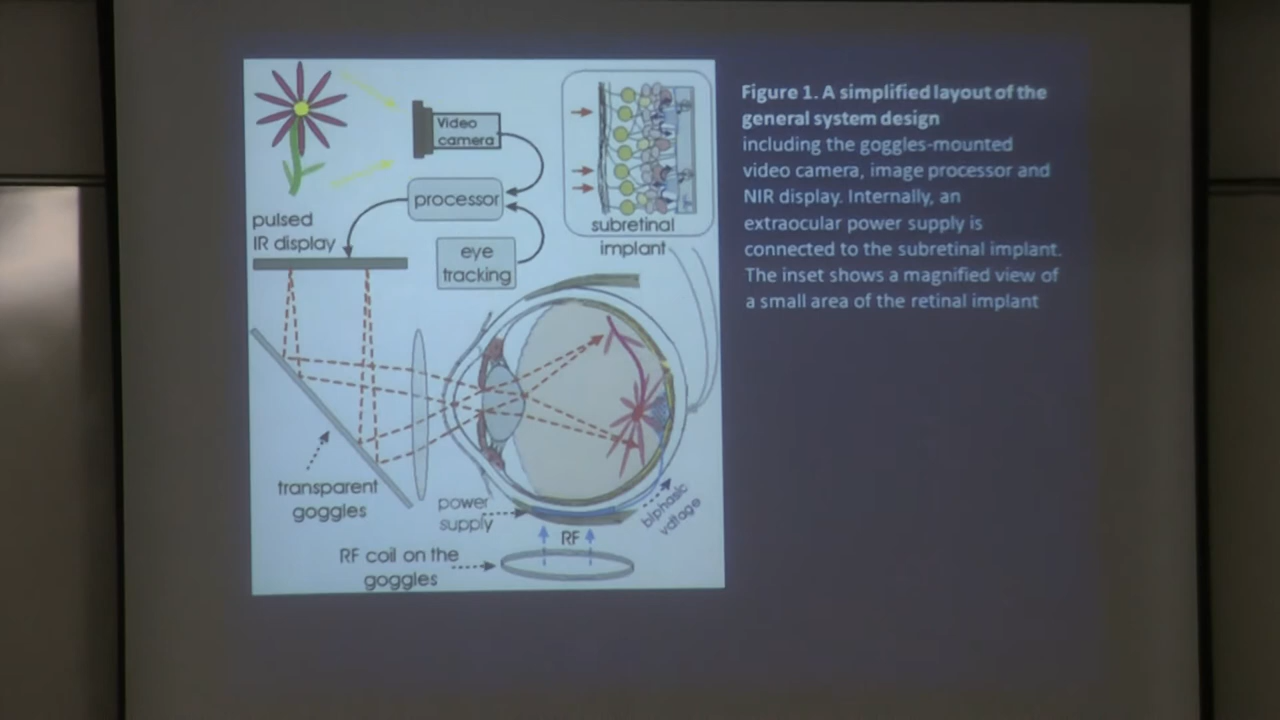 Video
camera
processor
eye
tracking
pulsed
IR display
subretinal
implant
transparent
goggles
power
supply
biphasic
voltage
RF
RF coil on the
goggles
Figure 1. A simplified layout of the
general system design
including the goggles-mounted
video camera, image processor and
NIR display. Internally, an
extraocular power supply is
connected to the subretinal implant.
The inset shows a magnified view of
a small area of the retinal implant